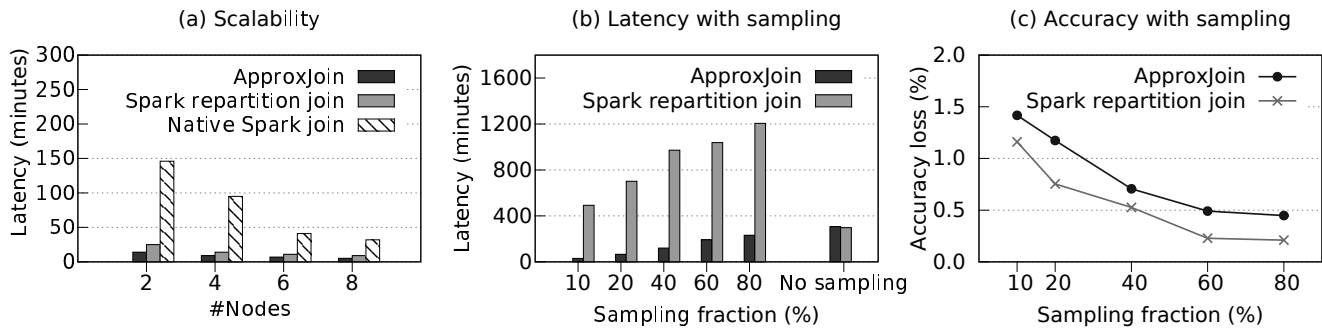 (a) Scalability
Latency (minutes)
300
250
200
150
100
50
0
ApproxJoin
Spark repartition join
Native Spark join
2 4 6 8
#Nodes
(b) Latency with sampling
Latency (minutes)
1600
1200
800
400
0
ApproxJoin
Spark repartition join
10 20 40 60 80 No sampling
Sampling fraction (%)
(c) Accuracy with sampling
Accuracy loss (%)
2.0
1.5
1.0
0.5
0.0
ApproxJoin
Spark repartition join
10 20 40 60 80
Sampling fraction (%)